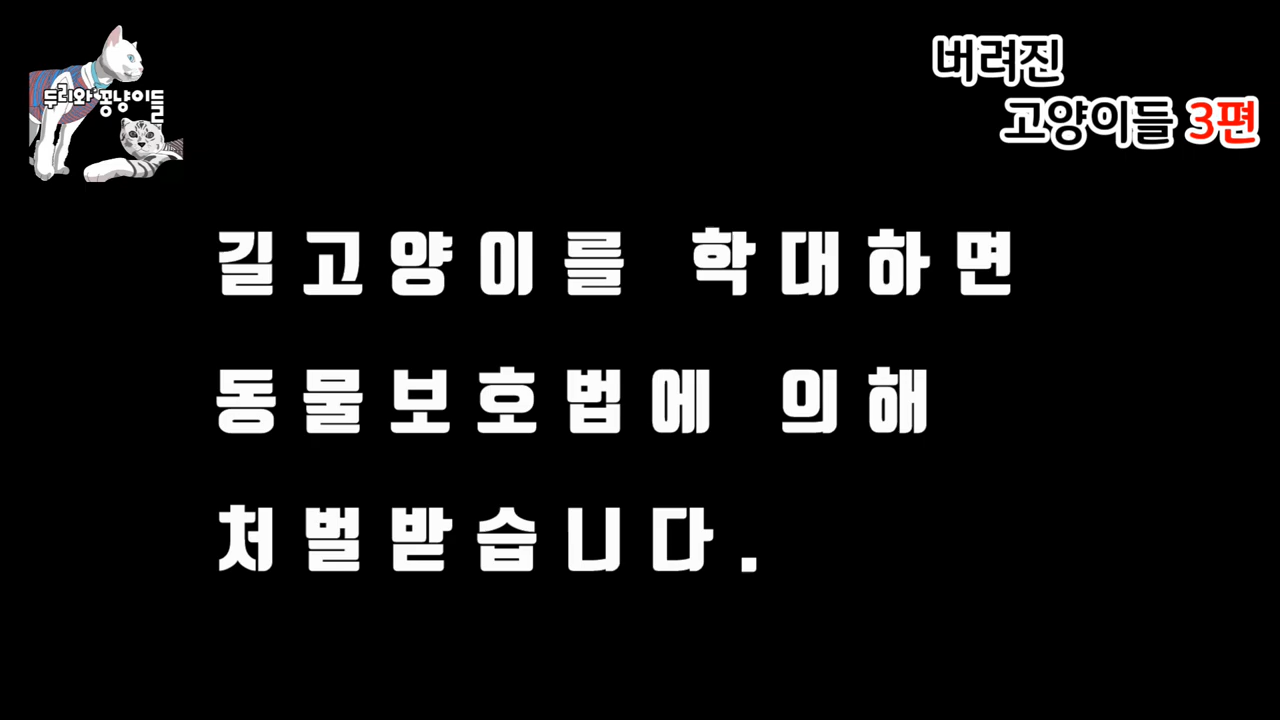 두리와 꽁냥이들
버려진
고양이들 3편
길고양이를 학대하면
동물보호법에 의해
처벌받습니다.